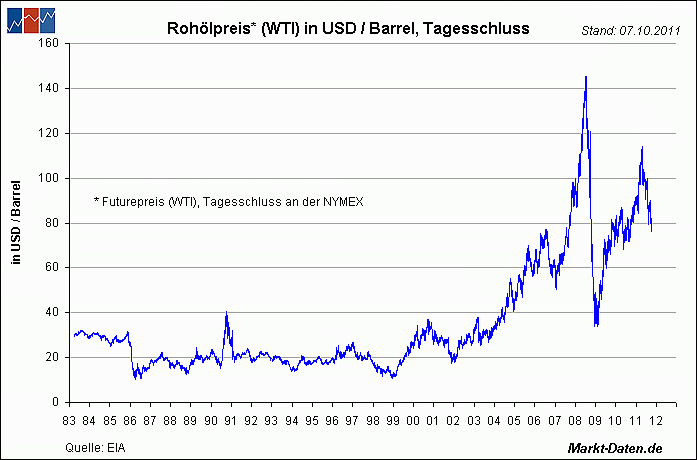 Rohölpreis* (WTI) in USD / Barrel, Tagesschluss
Stand: 07.10.2011
in USD / Barrel
160
140
120
100
80
60
40
20
0
* Futurepreis (WTI), Tagesschluss an der NYMEX
83 84 85 86 87 88 89 90 91 92 93 94 95 96 97 98 99 00 01 02 03 04 05 06 07 08 09 10 11 12
Quelle: EIA
Markt-Daten.de